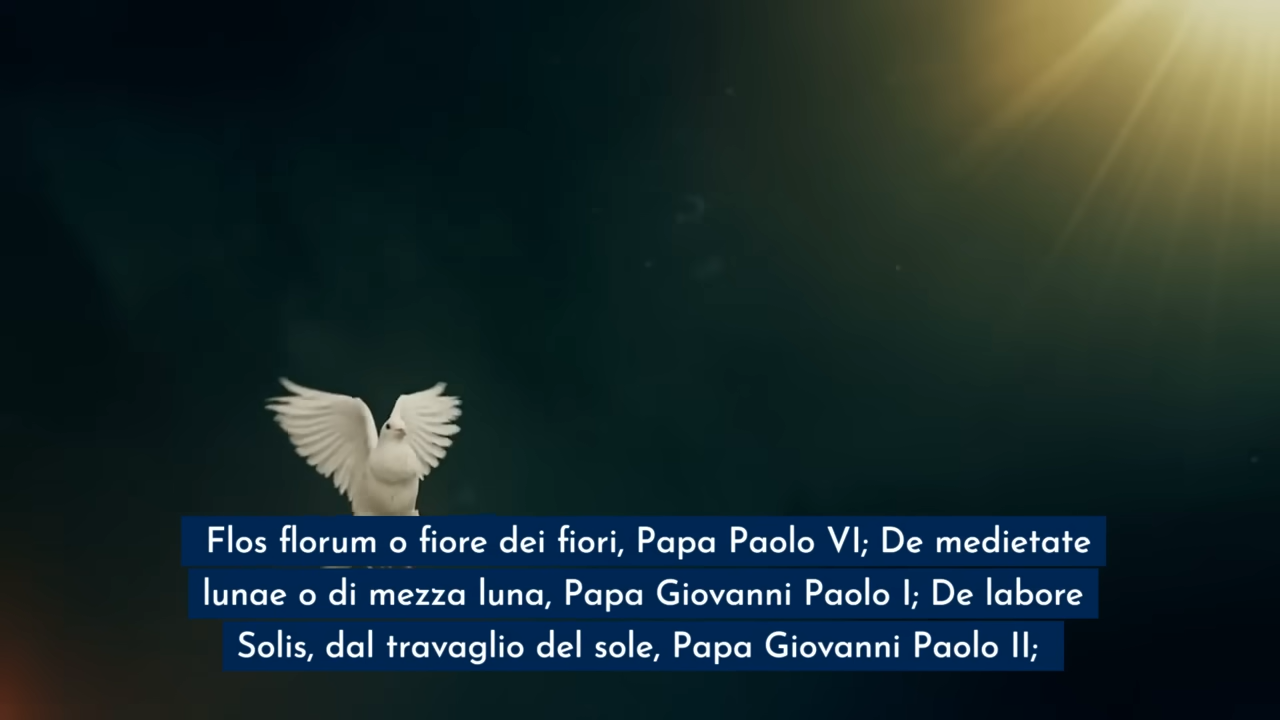 Flos florum o fiore dei fiori, Papa Paolo VI; De medietate
lunae o di mezza luna, Papa Giovanni Paolo I; De labore
Solis, dal travaglio del sole, Papa Giovanni Paolo II;